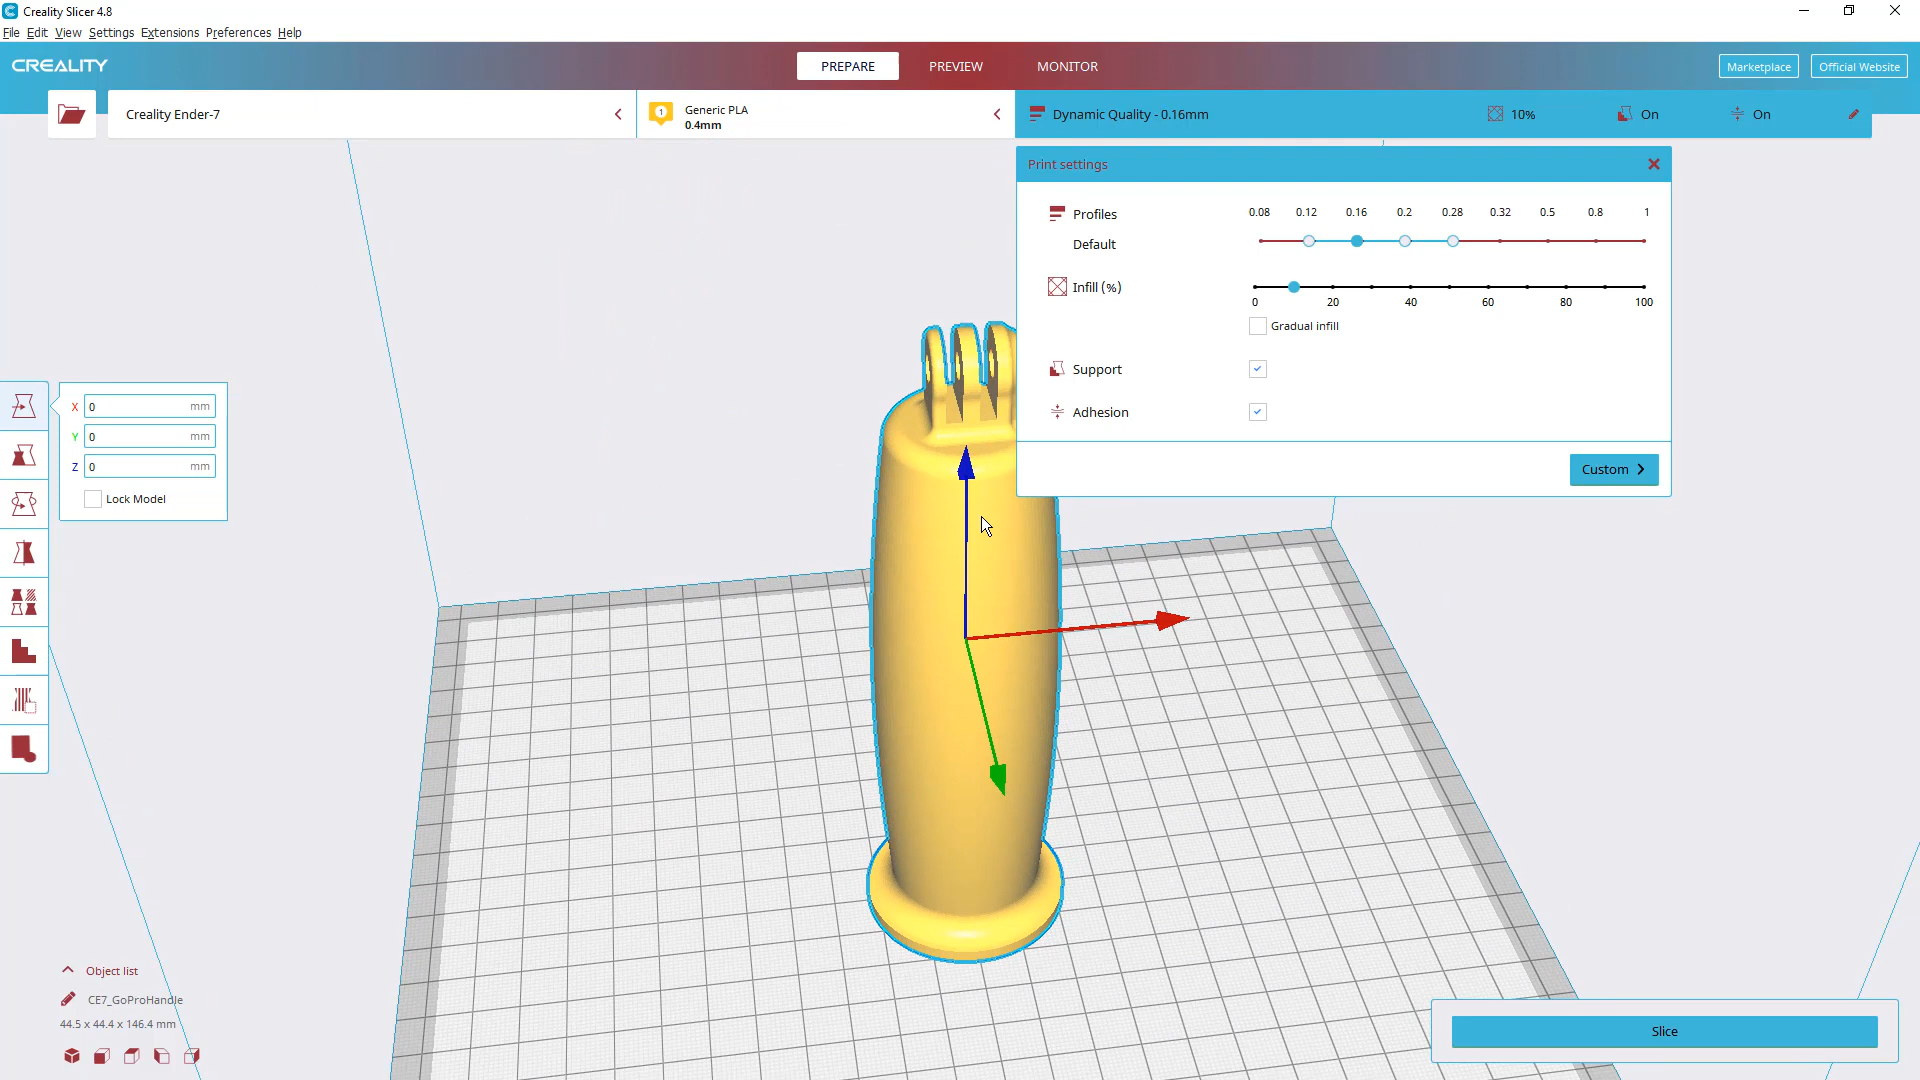 Creality Slicer 4.8
File Edit View Settings Extensions Preferences Help
CREALITY
PREPARE PREVIEW MONITOR
Marketplace Official Website
Creality Ender-7
1
Generic PLA
0.4mm
Dynamic Quality - 0.16mm
10%
On
On
Print settings
Profiles
0.08 0.12 0.16 0.2 0.28 0.32 0.5 0.8 1
Default
Infill (%)
0 20 40 60 80 100
Gradual infill
Support
Adhesion
Custom
X 0 mm
Y 0 mm
Z 0 mm
Lock Model
Object list
CE7_GoProHandle
44.5 x 44.4 x 146.4 mm
Slice